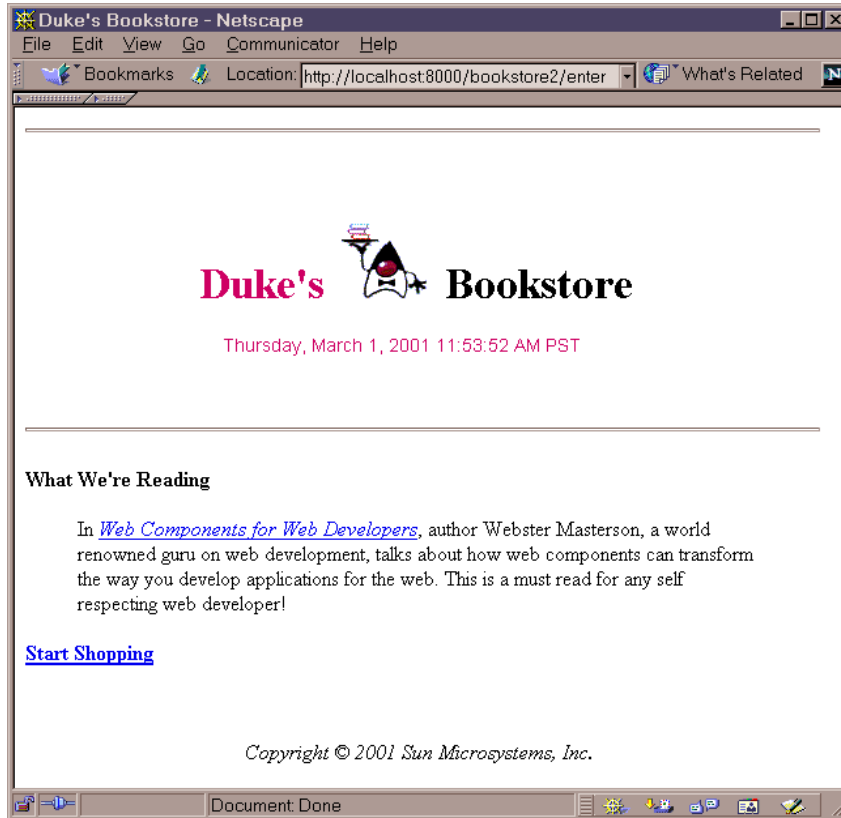 Duke's Bookstore - Netscape
File Edit View Go Communicator Help
Bookmarks Location: http://localhost:8000/bookstore2/enter What's Related N
Duke's Bookstore
Thursday, March 1, 2001 11:53:52 AM PST
What We're Reading
In Web Components for Web Developers, author Webster Masterson, a world
renowned guru on web development, talks about how web components can transform
the way you develop applications for the web. This is a must read for any self
respecting web developer!
Start Shopping
Copyright © 2001 Sun Microsystems, Inc.
Document: Done